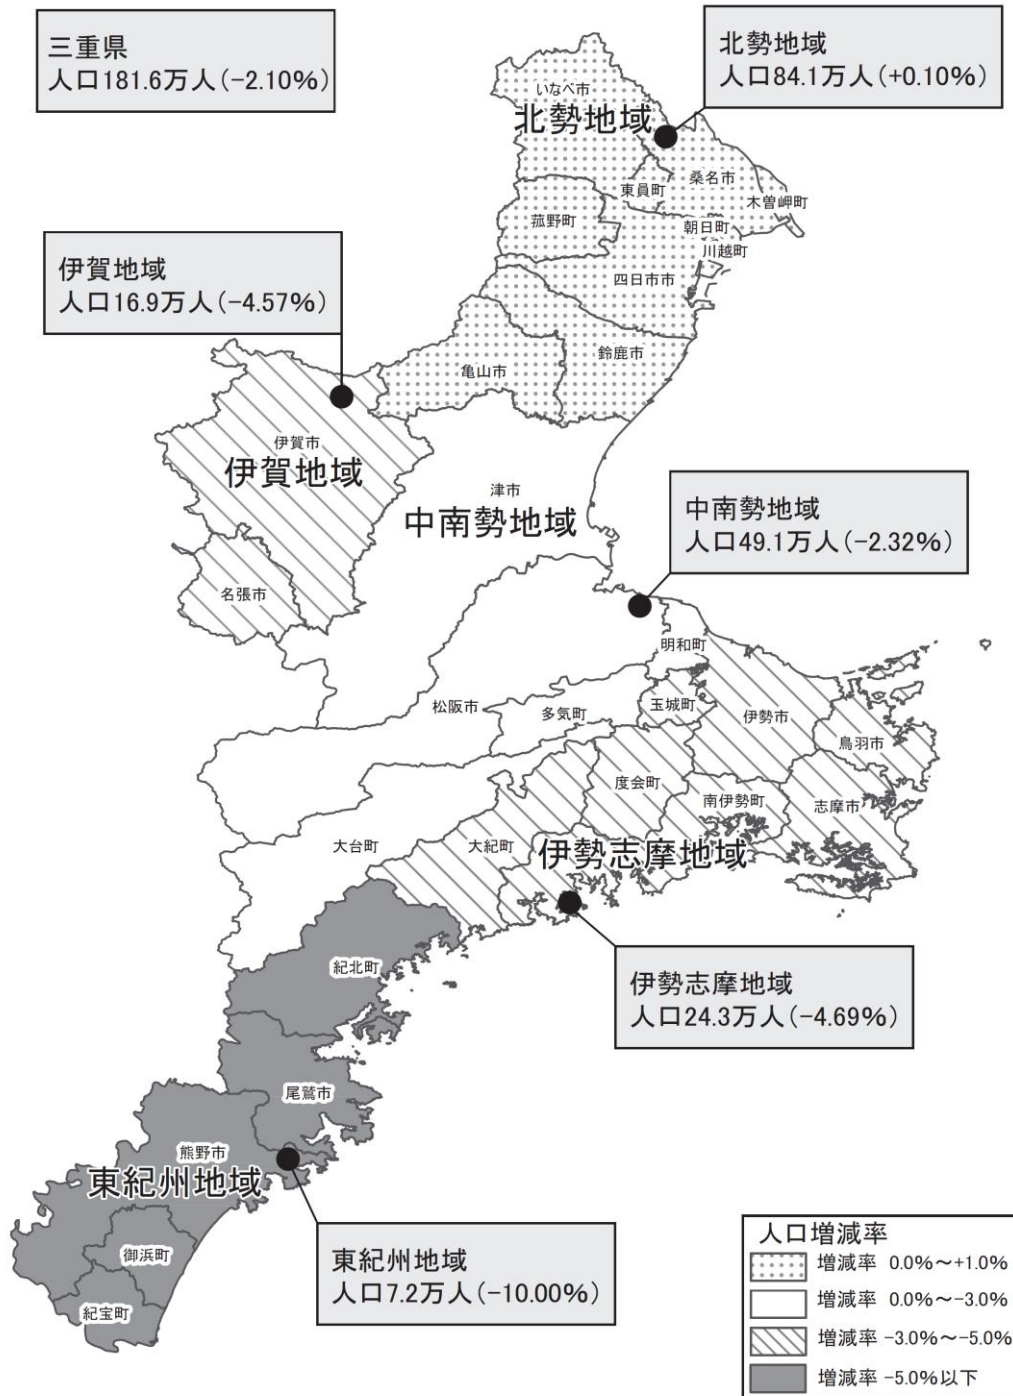 三重県
人口181.6万人(-2.10%)
北勢地域
人口84.1万人(+0.10%)
いなべ市
北勢地域
東員町
桑名市
木曽岬町
菰野町
朝日町
川越町
四日市市
伊賀地域
人口16.9万人(-4.57%)
鈴鹿市
亀山市
伊賀市
伊賀地域
津市
中南勢地域
中南勢地域
人口49.1万人(-2.32%)
名張市
明和町
松阪市
多気町
玉城町
伊勢市
鳥羽市
度会町
南伊勢町
志摩市
大台町
大紀町
伊勢志摩地域
紀北町
伊勢志摩地域
人口24.3万人(-4.69%)
尾鷲市
熊野市
東紀州地域
御浜町
紀宝町
東紀州地域
人口7.2万人(-10.00%)
人口増減率
増減率 0.0%～+1.0%
増減率 0.0%～-3.0%
増減率 -3.0%～-5.0%
増減率 -5.0%以下